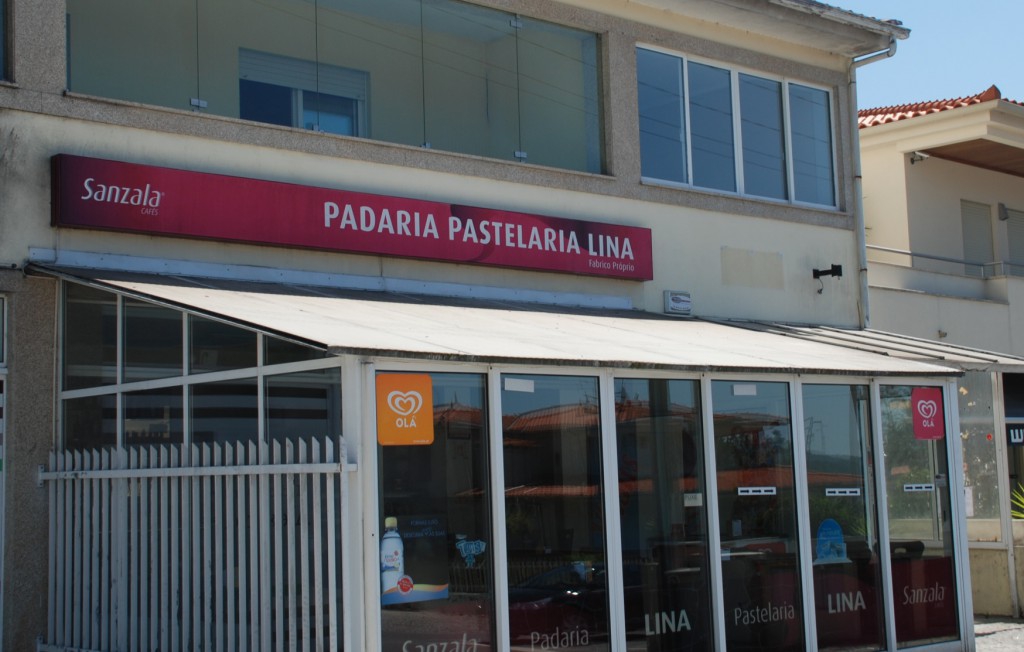 Sanzala
CAFÉS
PADARIA PASTELARIA LINA
Fabrico Próprio
OLÁ
OLÁ
LINA
Pastelaria
LINA
Sanzala
Sanzala
Padaria